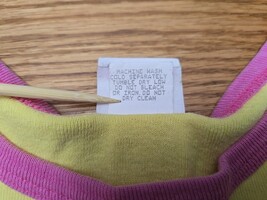 MACHINE WASH
COLD SEPARATELY
TUMBLE DRY LOW
DO NOT BLEACH
OR IRON DO NOT
DRY CLEAN